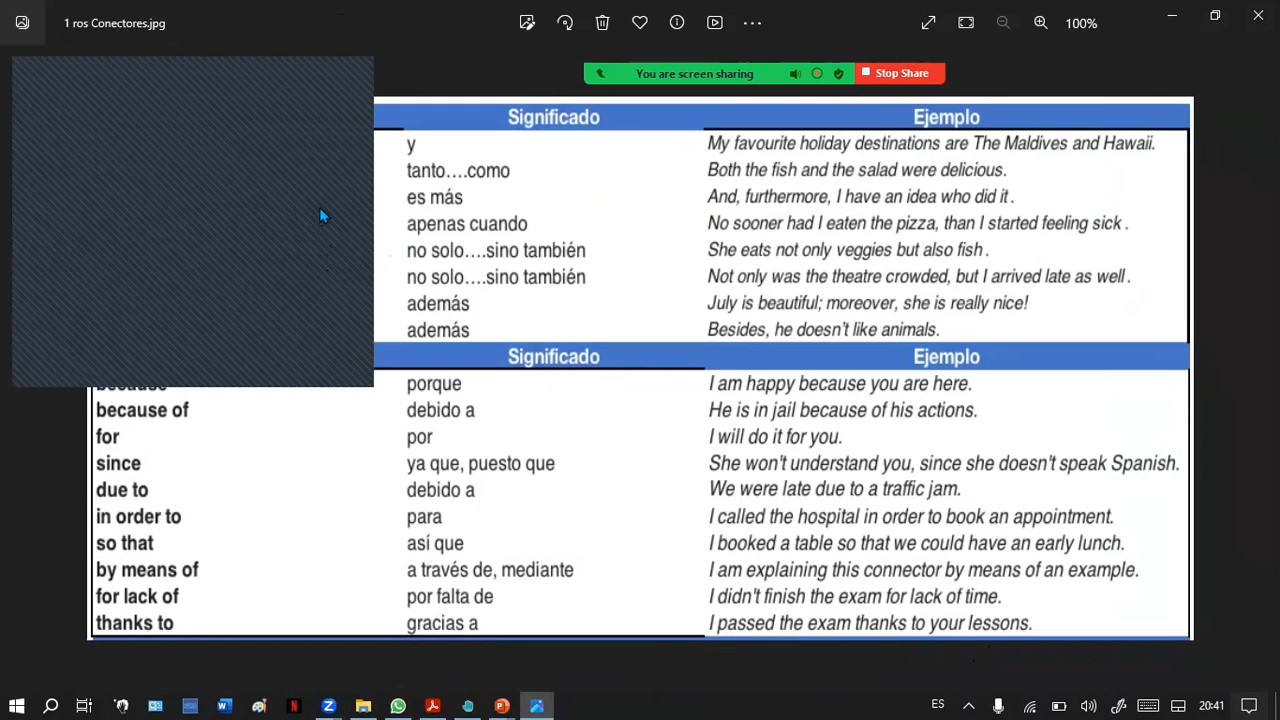 1 ros Conectores.jpg 100%
You are screen sharing Stop Share
Significado Ejemplo
y My favourite holiday destinations are The Maldives and Hawaii.
tanto….como Both the fish and the salad were delicious.
es más And, furthermore, I have an idea who did it .
apenas cuando No sooner had I eaten the pizza, than I started feeling sick .
no solo….sino también She eats not only veggies but also fish .
no solo….sino también Not only was the theatre crowded, but I arrived late as well .
además July is beautiful; moreover, she is really nice!
además Besides, he doesn't like animals.
Significado Ejemplo
because porque I am happy because you are here.
because of debido a He is in jail because of his actions.
for por I will do it for you.
since ya que, puesto que She won't understand you, since she doesn't speak Spanish.
due to debido a We were late due to a traffic jam.
in order to para I called the hospital in order to book an appointment.
so that así que I booked a table so that we could have an early lunch.
by means of a través de, mediante I am explaining this connector by means of an example.
for lack of por falta de I didn't finish the exam for lack of time.
thanks to gracias a I passed the exam thanks to your lessons.
ES 20:41